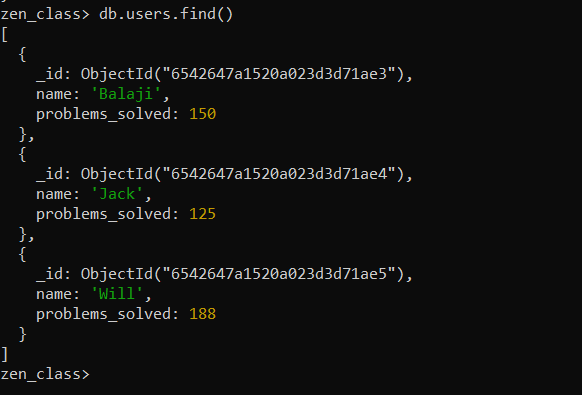 zen_class> db.users.find()
[
  {
    _id: ObjectId("6542647a1520a023d3d71ae3"),
    name: 'Balaji',
    problems_solved: 150
  },
  {
    _id: ObjectId("6542647a1520a023d3d71ae4"),
    name: 'Jack',
    problems_solved: 125
  },
  {
    _id: ObjectId("6542647a1520a023d3d71ae5"),
    name: 'Will',
    problems_solved: 188
  }
]
zen_class>